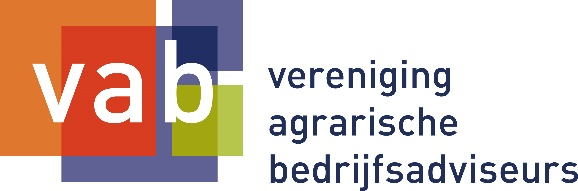 vab
vereniging
agrarische
bedrijfsadviseurs